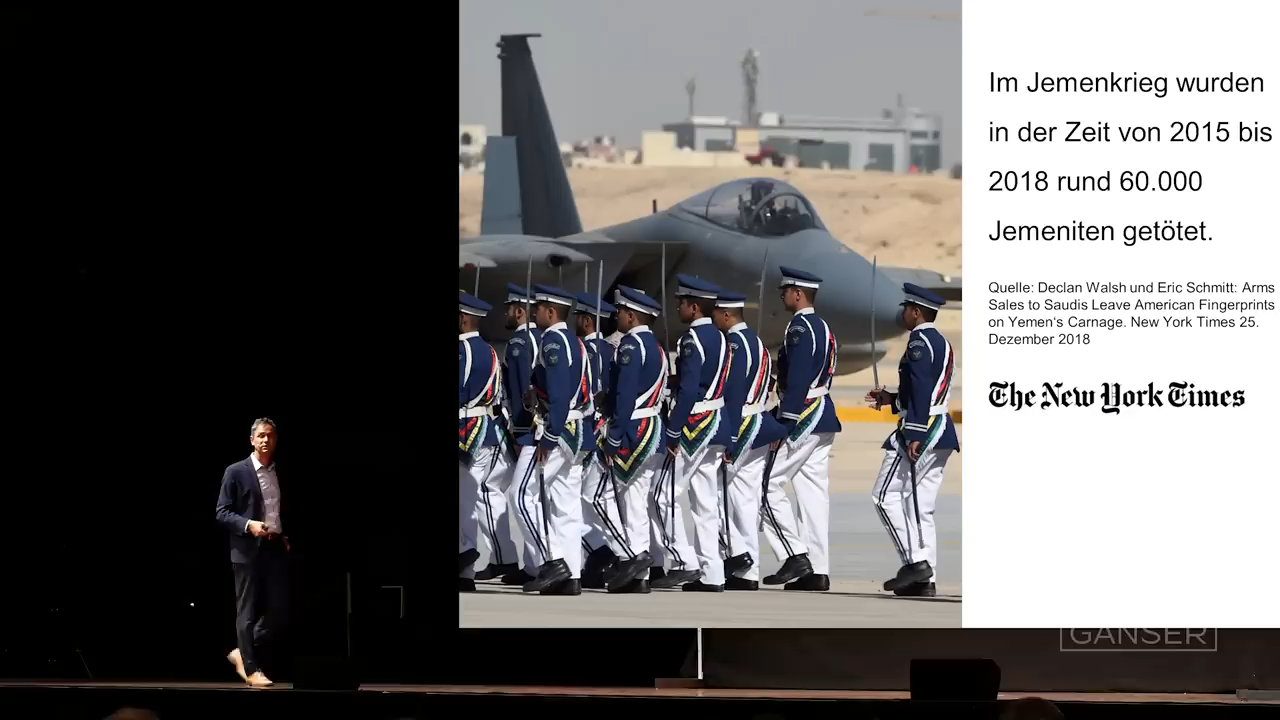 Im Jemenkrieg wurden
in der Zeit von 2015 bis
2018 rund 60.000
Jemeniten getötet.
Quelle: Declan Walsh und Eric Schmitt: Arms
Sales to Saudis Leave American Fingerprints
on Yemen's Carnage. New York Times 25.
Dezember 2018
The New York Times
GANSER